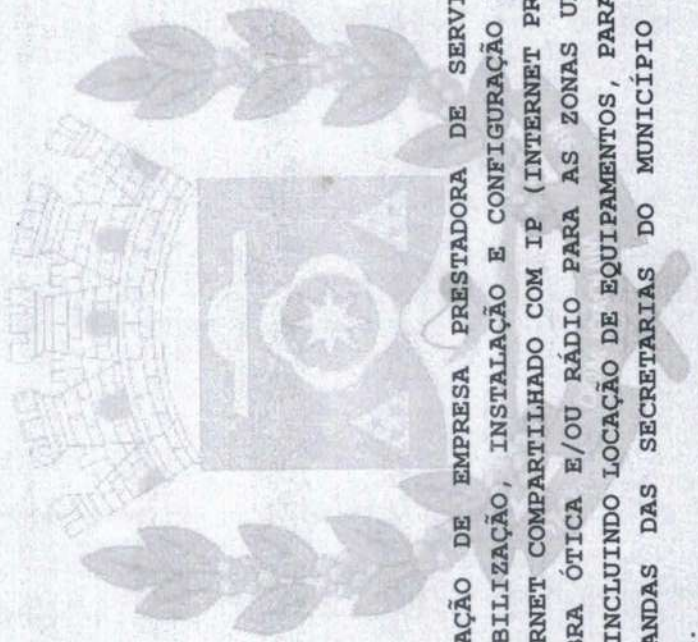 AÇÃO DE EMPRESA PRESTADORA DE SERVI
BILIZAÇÃO, INSTALAÇÃO E CONFIGURAÇÃO
RNET COMPARTILHADO COM IP (INTERNET PR
RA ÓTICA E/OU RÁDIO PARA AS ZONAS U
INCLUINDO LOCAÇÃO DE EQUIPAMENTOS, PARA
ANDAS DAS SECRETARIAS DO MUNICÍPIO